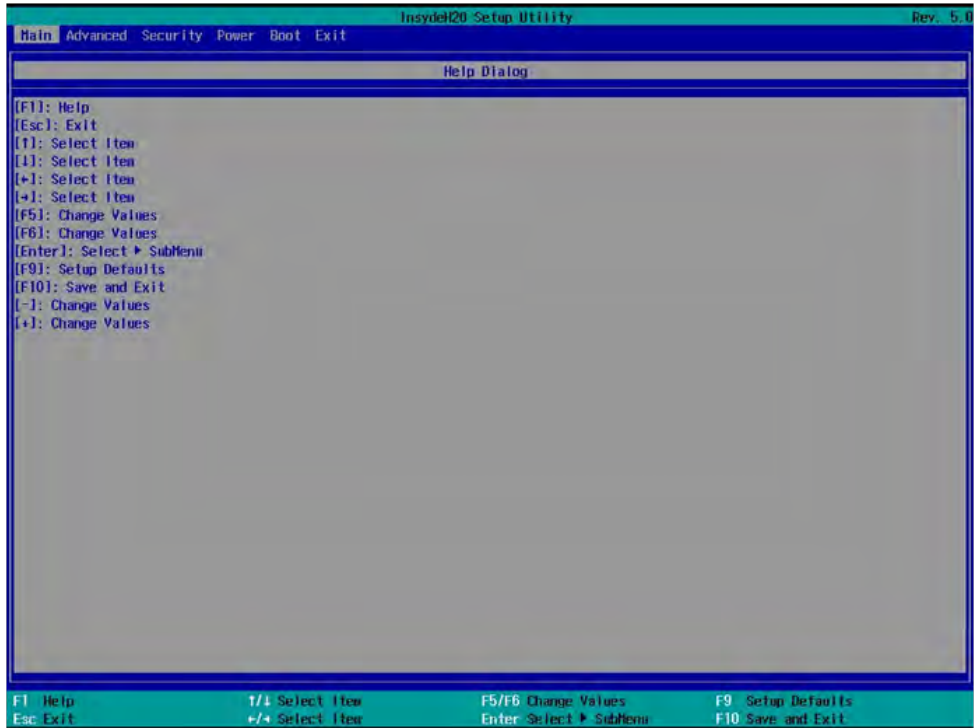 InsydeH20 Setup Utility Rev. 5.0
Main Advanced Security Power Boot Exit
Help Dialog
[F1]: Help
[Esc]: Exit
[↑]: Select Item
[↓]: Select Item
[←]: Select Item
[→]: Select Item
[F5]: Change Values
[F6]: Change Values
[Enter]: Select ▶ SubMenu
[F9]: Setup Defaults
[F10]: Save and Exit
[-]: Change Values
[+]: Change Values
F1 Help ↑/↓ Select Item F5/F6 Change Values F9 Setup Defaults
Esc Exit ←/→ Select Item Enter Select ▶ SubMenu F10 Save and Exit